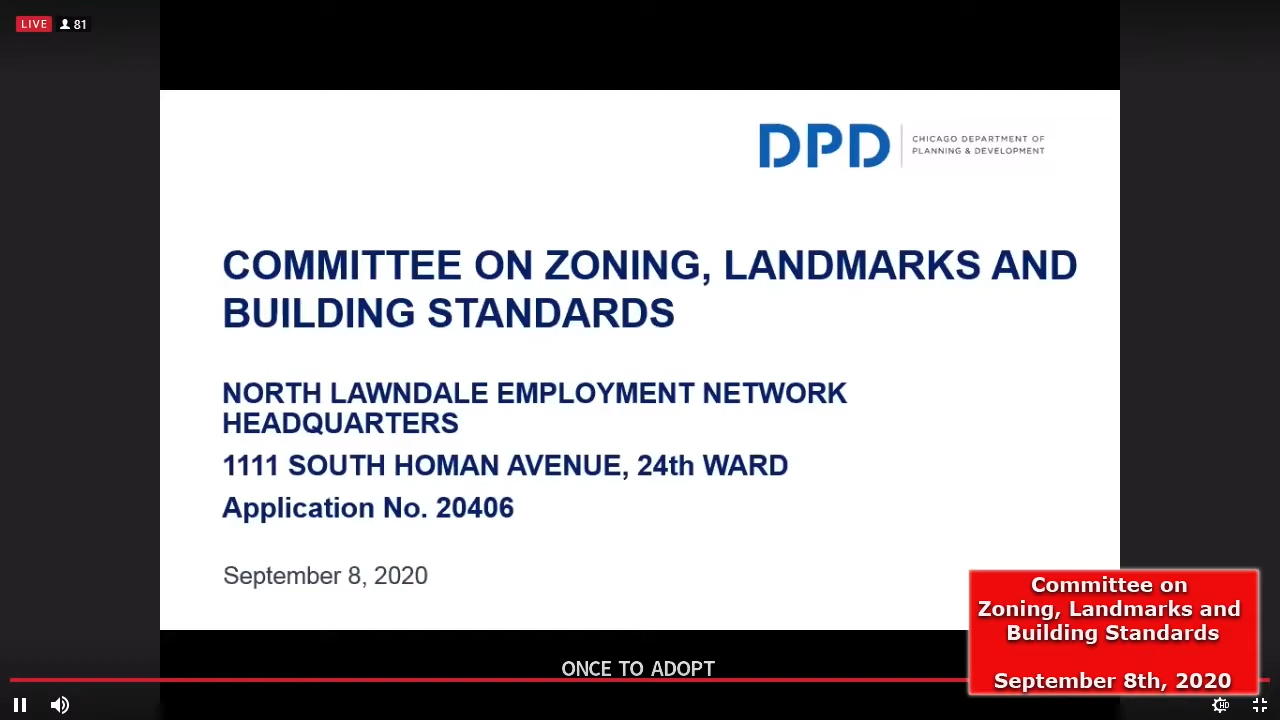 LIVE 81
DPD
CHICAGO DEPARTMENT OF
PLANNING & DEVELOPMENT
COMMITTEE ON ZONING, LANDMARKS AND
BUILDING STANDARDS
NORTH LAWNDALE EMPLOYMENT NETWORK
HEADQUARTERS
1111 SOUTH HOMAN AVENUE, 24th WARD
Application No. 20406
September 8, 2020
Committee on
Zoning, Landmarks and
Building Standards
September 8th, 2020
ONCE TO ADOPT
HD